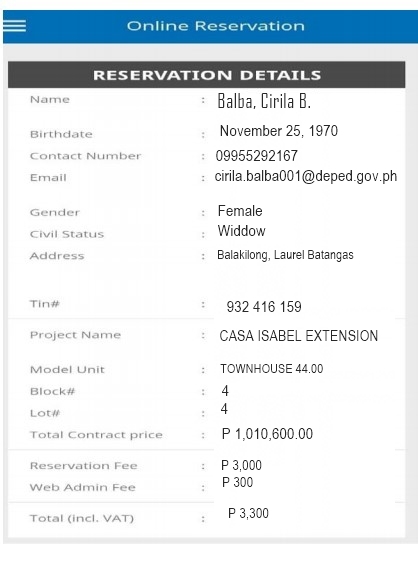 Online Reservation
RESERVATION DETAILS
Name : Balba, Cirila B.
Birthdate : November 25, 1970
Contact Number : 09955292167
Email : cirila.balba001@deped.gov.ph
Gender : Female
Civil Status : Widdow
Address : Balakilong, Laurel Batangas
Tin# : 932 416 159
Project Name : CASA ISABEL EXTENSION
Model Unit : TOWNHOUSE 44.00
Block# : 4
Lot# : 4
Total Contract price : P 1,010,600.00
Reservation Fee : P 3,000
Web Admin Fee : P 300
Total (incl. VAT) : P 3,300